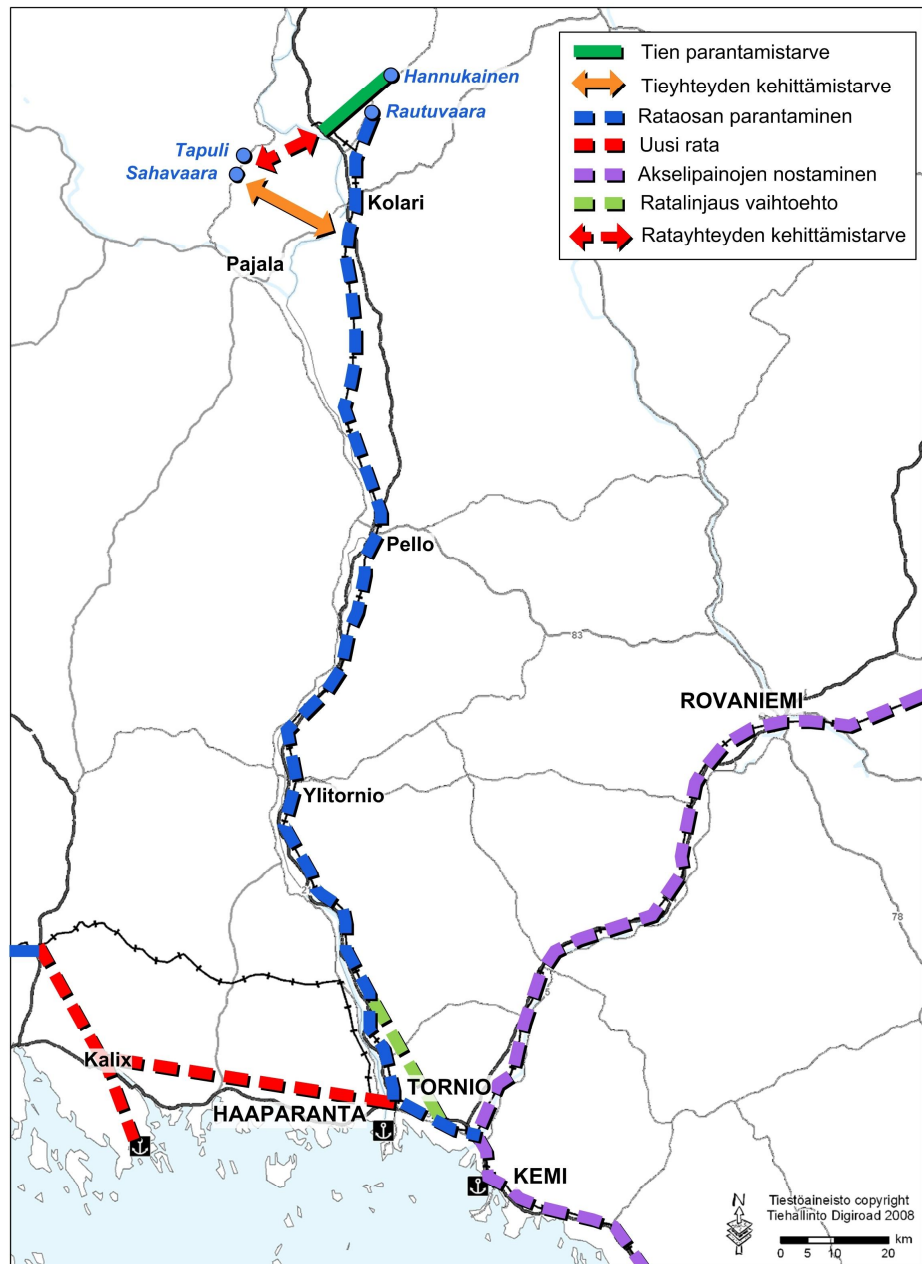 Tien parantamistarve
Tieyhteyden kehittämistarve
Rataosan parantaminen
Uusi rata
Akselipainojen nostaminen
Ratalinjaus vaihtoehto
Ratayhteyden kehittämistarve
Hannukainen
Rautuvaara
Tapuli
Sahavaara
Kolari
Pajala
Pello
83
ROVANIEMI
Ylitornio
78
Kalix
TORNIO
HAAPARANTA
KEMI
N
Tiestöaineisto copyright
Tiehallinto Digiroad 2008
km
0 5 10 20